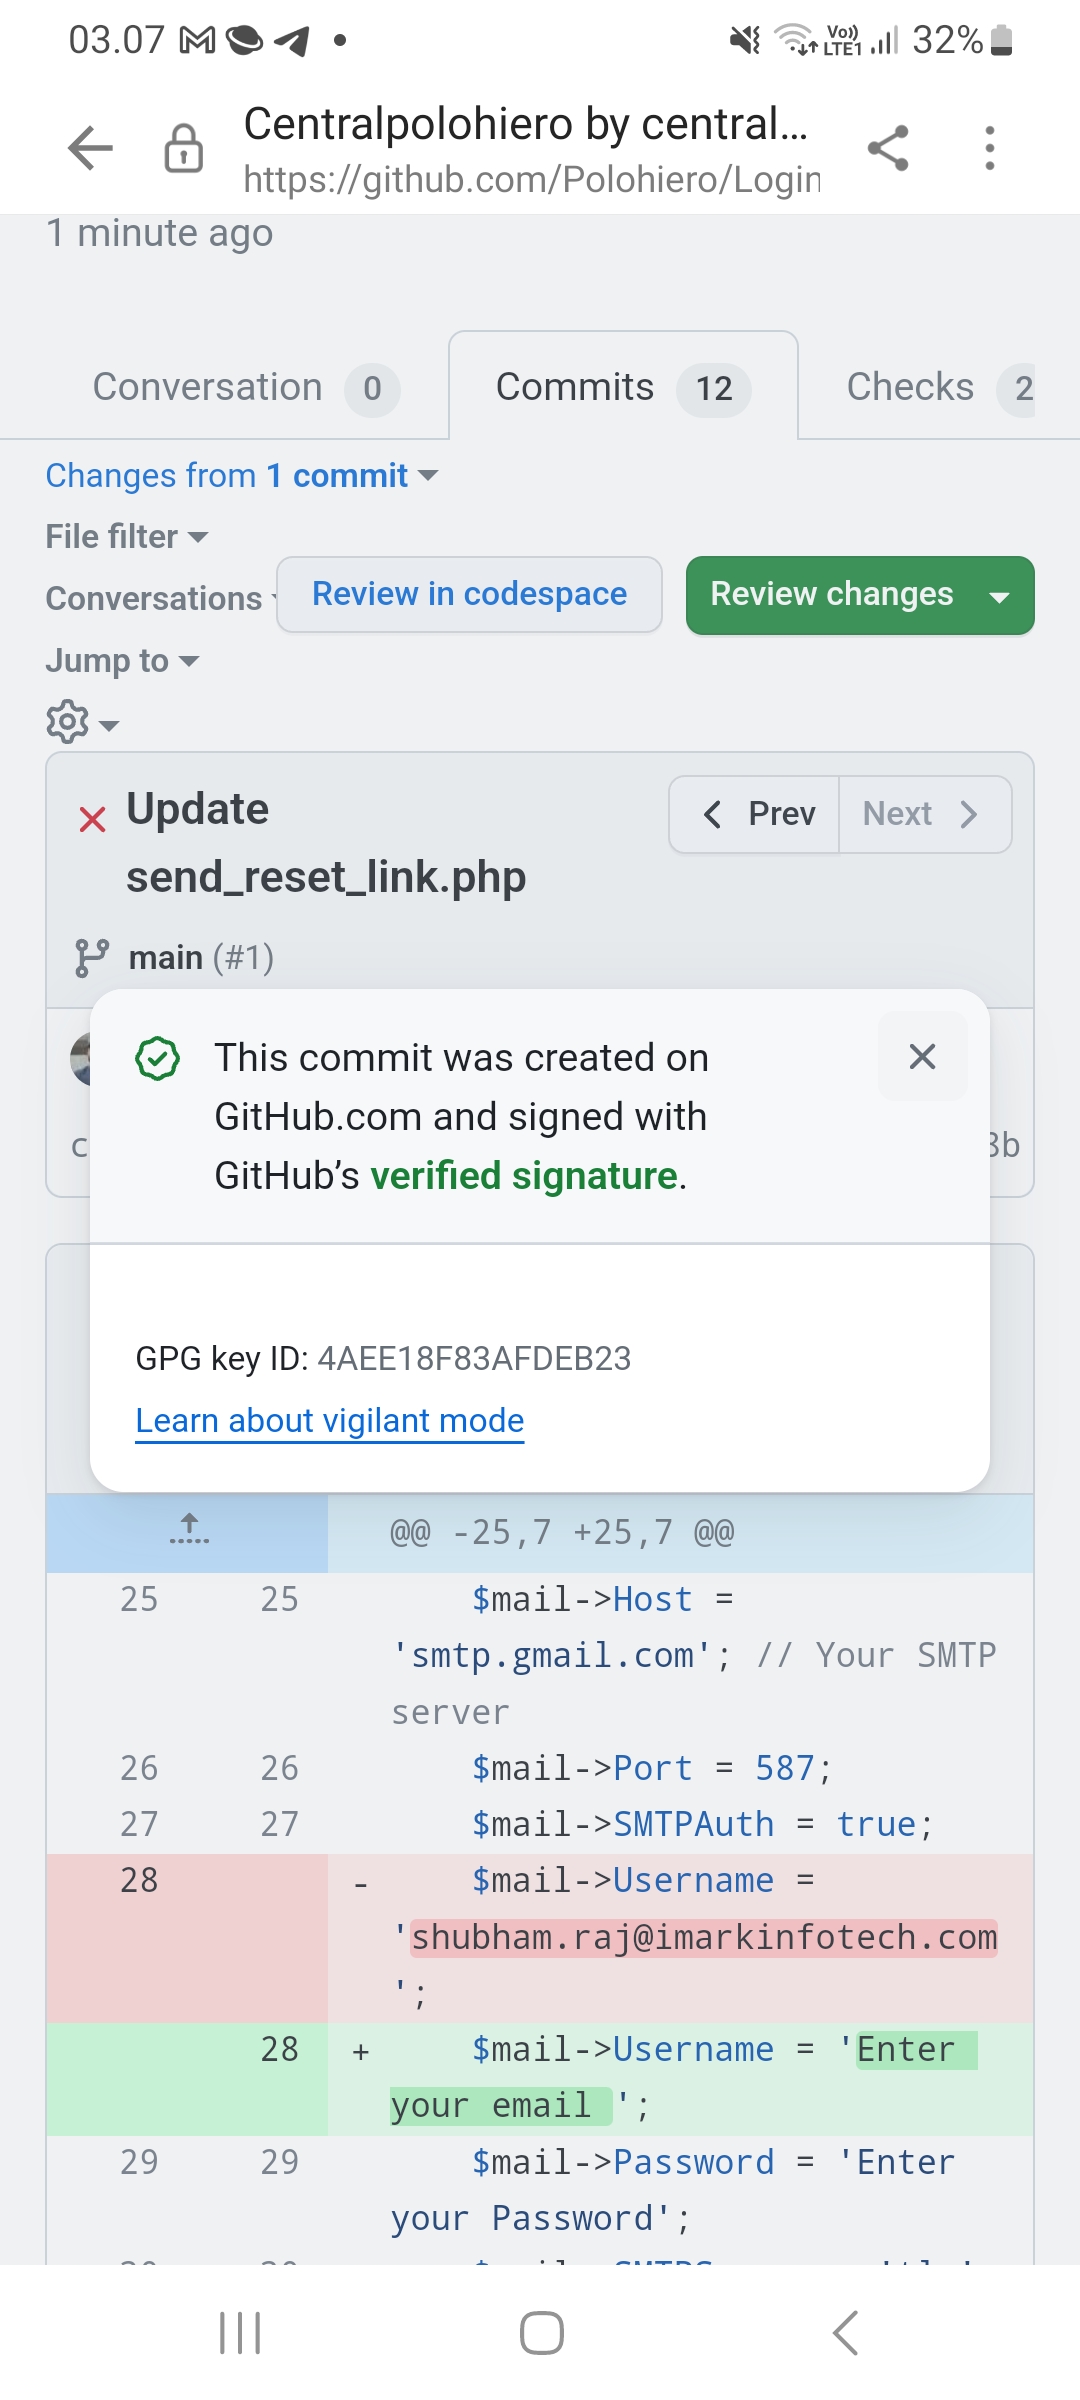 03.07
Vo))
LTE1
32%
Centralpolohiero by central...
https://github.com/Polohiero/Login
1 minute ago
Conversation 0
Commits 12
Checks 2
Changes from 1 commit
File filter
Conversations
Review in codespace
Review changes
Jump to
Update
send_reset_link.php
Prev
Next
main (#1)
This commit was created on
GitHub.com and signed with
GitHub’s verified signature.
c
3b
GPG key ID: 4AEE18F83AFDEB23
Learn about vigilant mode
@@ -25,7 +25,7 @@
25 25 $mail->Host =
'smtp.gmail.com'; // Your SMTP
server
26 26 $mail->Port = 587;
27 27 $mail->SMTPAuth = true;
28 - $mail->Username =
'shubham.raj@imarkinfotech.com
';
28 + $mail->Username = 'Enter
your email ';
29 29 $mail->Password = 'Enter
your Password';